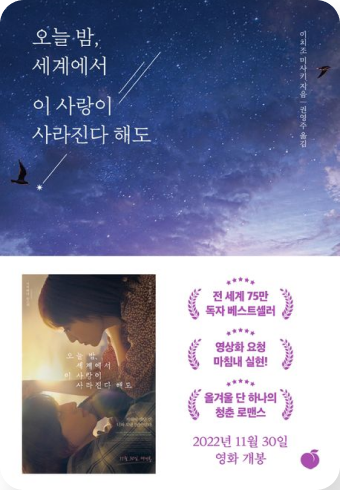 오늘 밤,
세계에서
이 사랑이
사라진다 해도
이치조 미사키 지음 | 권영주 옮김
오늘 밤,
세계에서
이 사랑이
사라진다 해도
전 세계 75만
독자 베스트셀러
영상화 요청
마침내 실현!
올겨울 단 하나의
청춘 로맨스
2022년 11월 30일
영화 개봉